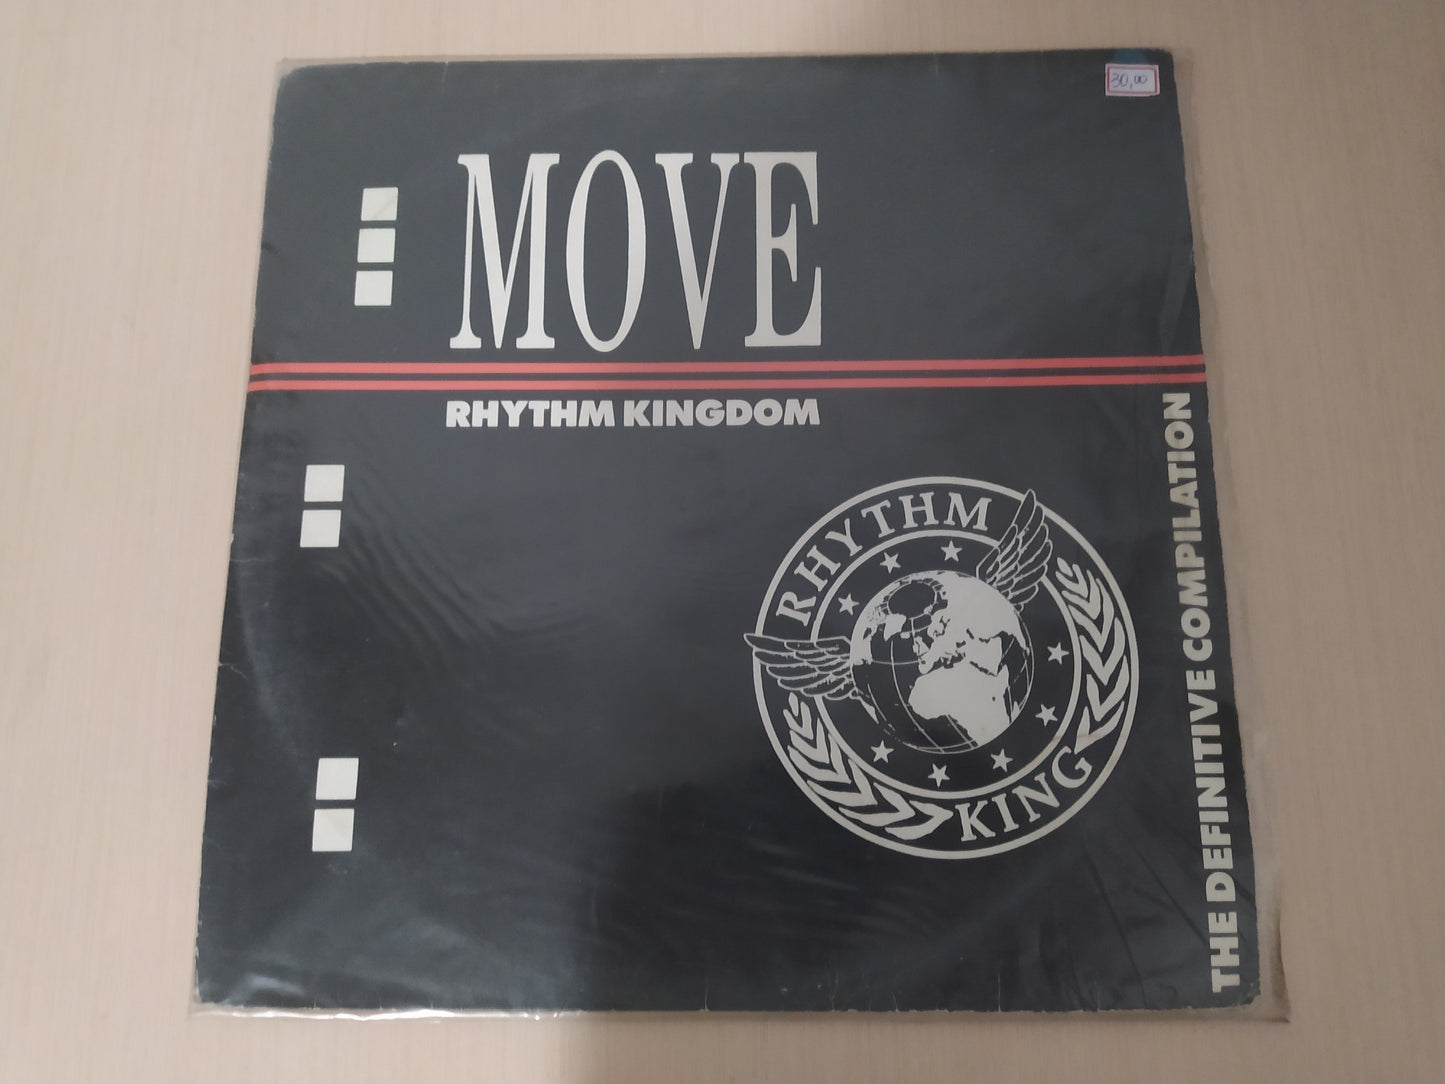 30,00
MOVE
RHYTHM KINGDOM
RHYTHM
KING
THE DEFINITIVE COMPILATION